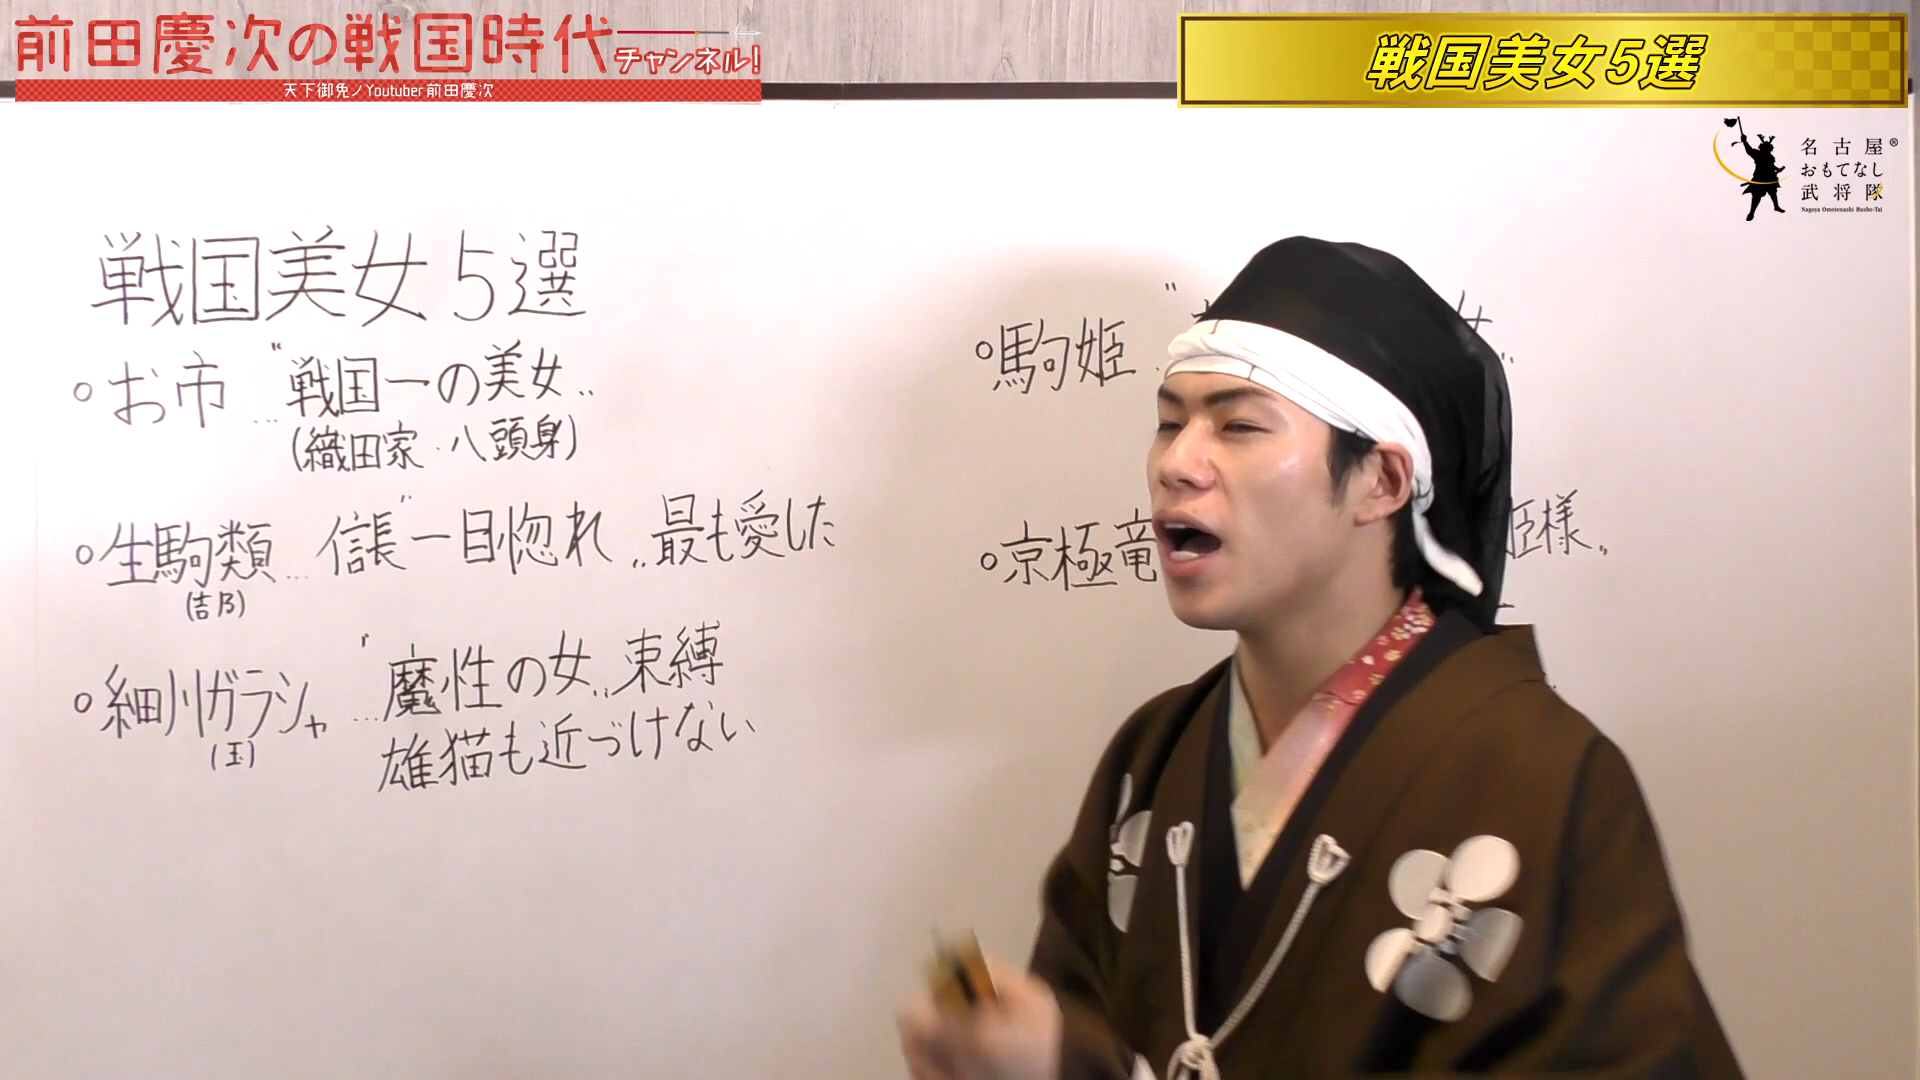 前田慶次の戦国時代
チャンネル!
天下御免ノYoutuber前田慶次
戦国美女5選
名古屋®
おもてなし
武将隊
Nagoya Omotenashi Busho-Tai
戦国美女5選
○お市…"戦国一の美女"
(織田家・八頭身)
○生駒類…信長"一目惚れ"最も愛した
(吉乃)
○細川ガラシャ…"魔性の女"束縛
(玉)
雄猫も近づけない
○駒姫
女"
○京極竜
姫様"